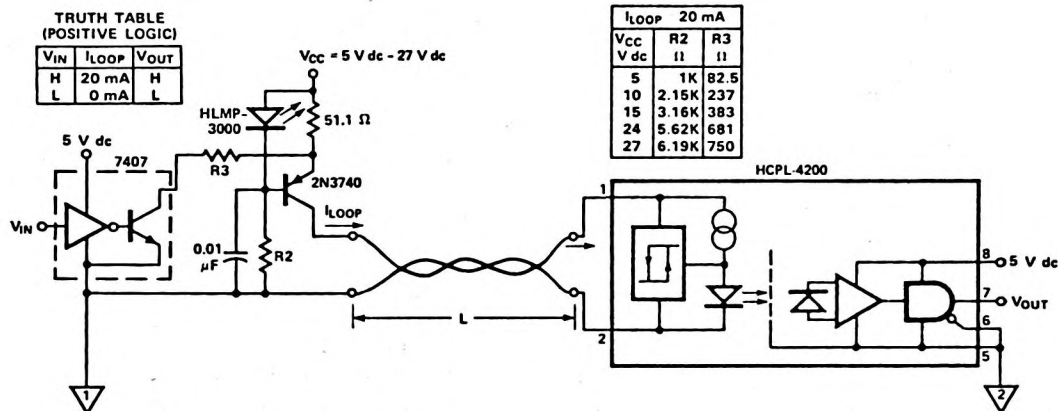 TRUTH TABLE
(POSITIVE LOGIC)
VIN ILOOP VOUT
H 20 mA H
L 0 mA L
ILOOP 20 mA
VCC R2 R3
V dc Ω Ω
5 1K 82.5
10 2.15K 237
15 3.16K 383
24 5.62K 681
27 6.19K 750
VCC = 5 V dc – 27 V dc
HLMP-
3000
51.1 Ω
5 V dc
7407
R3
2N3740
VIN
ILOOP
0.01
μF
R2
L
HCPL-4200
1
2
8
5 V dc
7
VOUT
6
5
1
2